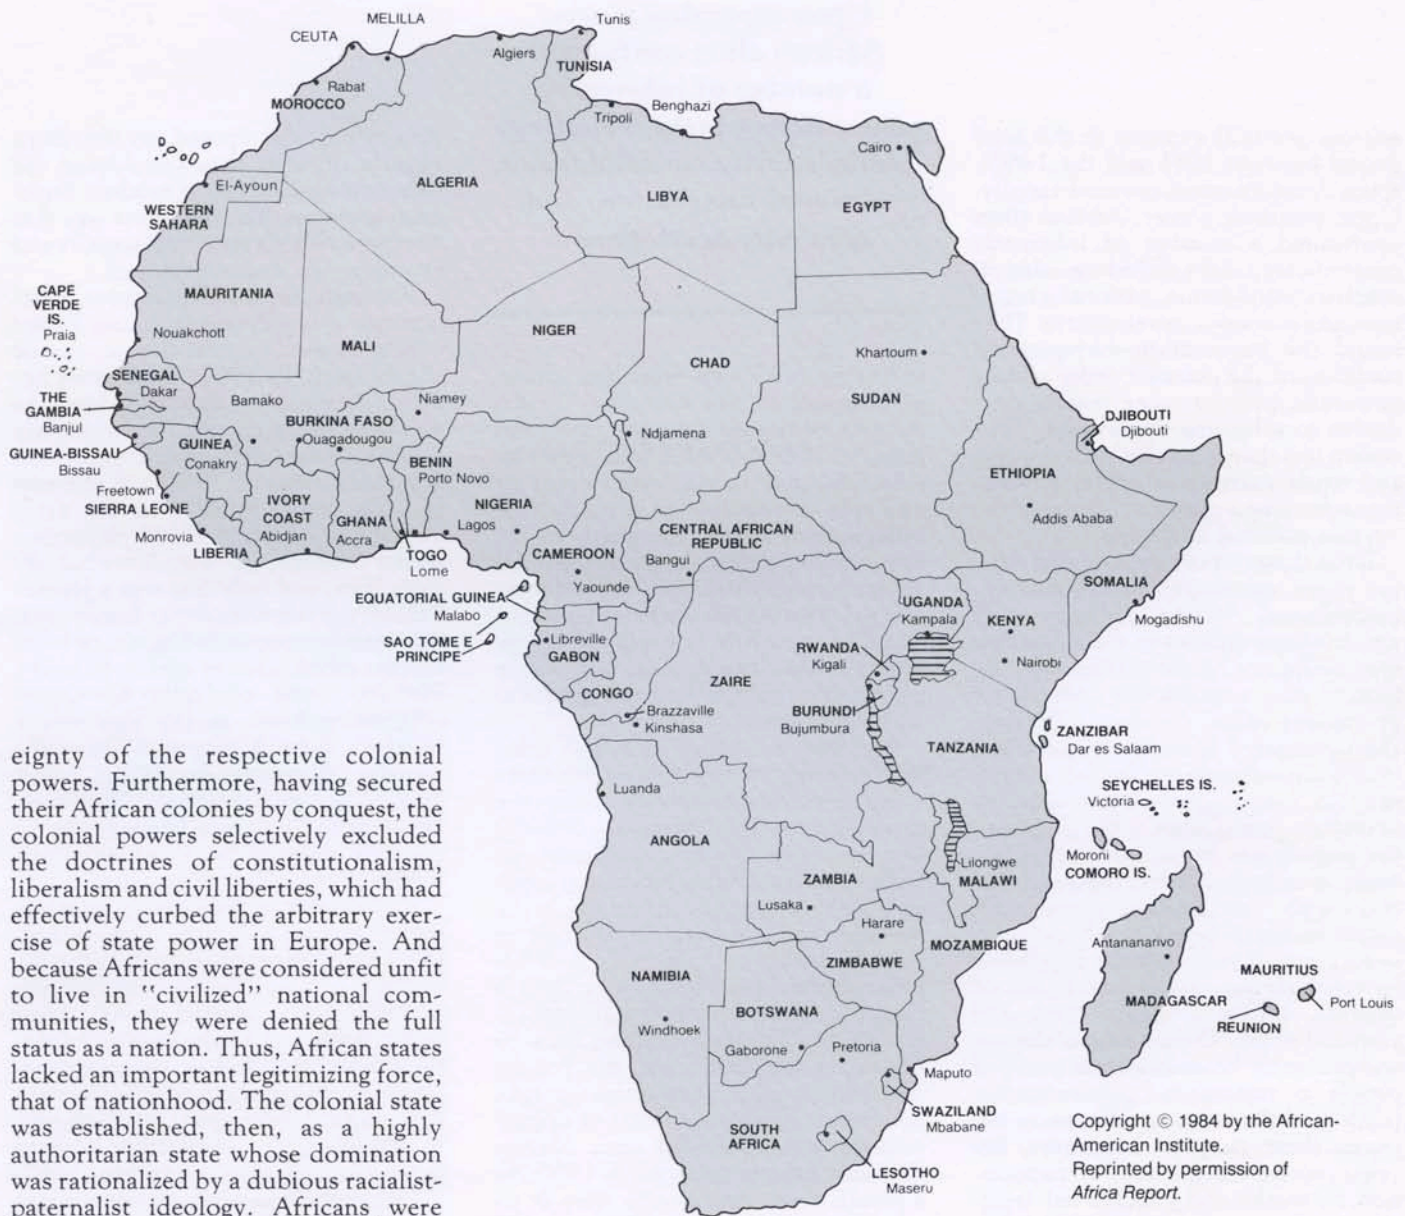 MELILLA
Tunis
CEUTA
Algiers
TUNISIA
Rabat
MOROCCO
Benghazi
Tripoli
Cairo
ALGERIA
El-Ayoun
LIBYA
EGYPT
WESTERN
SAHARA
CAPE
VERDE
IS.
Praia
MAURITANIA
Nouakchott
MALI
NIGER
CHAD
Khartoum
SUDAN
SENEGAL
Dakar
THE
GAMBIA
Banjul
Bamako
Niamey
BURKINA FASO
Ouagadougou
Ndjamena
DJIBOUTI
Djibouti
GUINEA-BISSAU
Bissau
GUINEA
Conakry
BENIN
Porto Novo
ETHIOPIA
Freetown
SIERRA LEONE
IVORY
COAST
Abidjan
GHANA
Accra
NIGERIA
Lagos
Addis Ababa
Monrovia
LIBERIA
TOGO
Lome
CAMEROON
Yaounde
CENTRAL AFRICAN
REPUBLIC
Bangui
EQUATORIAL GUINEA
Malabo
UGANDA
Kampala
KENYA
SOMALIA
Mogadishu
SAO TOME E
PRINCIPE
Libreville
GABON
RWANDA
Kigali
Nairobi
CONGO
ZAIRE
Brazzaville
Kinshasa
BURUNDI
Bujumbura
TANZANIA
ZANZIBAR
Dar es Salaam
SEYCHELLES IS.
Victoria
Luanda
ANGOLA
Moroni
COMORO IS.
Lilongwe
MALAWI
ZAMBIA
Lusaka
Harare
ZIMBABWE
MOZAMBIQUE
Antananarivo
MADAGASCAR
MAURITIUS
Port Louis
REUNION
NAMIBIA
Windhoek
BOTSWANA
Gaborone
Pretoria
Maputo
SWAZILAND
Mbabane
SOUTH
AFRICA
LESOTHO
Maseru
eignty of the respective colonial
powers. Furthermore, having secured
their African colonies by conquest, the
colonial powers selectively excluded
the doctrines of constitutionalism,
liberalism and civil liberties, which had
effectively curbed the arbitrary exer-
cise of state power in Europe. And
because Africans were considered unfit
to live in "civilized" national com-
munities, they were denied the full
status as a nation. Thus, African states
lacked an important legitimizing force,
that of nationhood. The colonial state
was established, then, as a highly
authoritarian state whose domination
was rationalized by a dubious racialist-
paternalist ideology. Africans were
Copyright © 1984 by the African-
American Institute.
Reprinted by permission of
Africa Report.